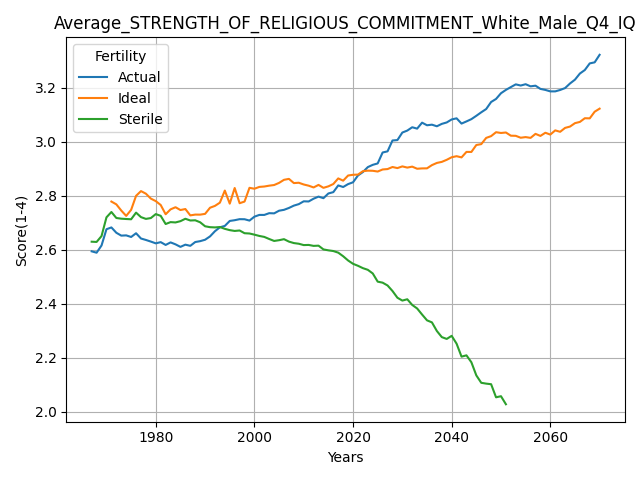 Average_STRENGTH_OF_RELIGIOUS_COMMITMENT_White_Male_Q4_IQ
Fertility
Actual
Ideal
Sterile
Score(1-4)
3.2
3.0
2.8
2.6
2.4
2.2
2.0
1980 2000 2020 2040 2060
Years